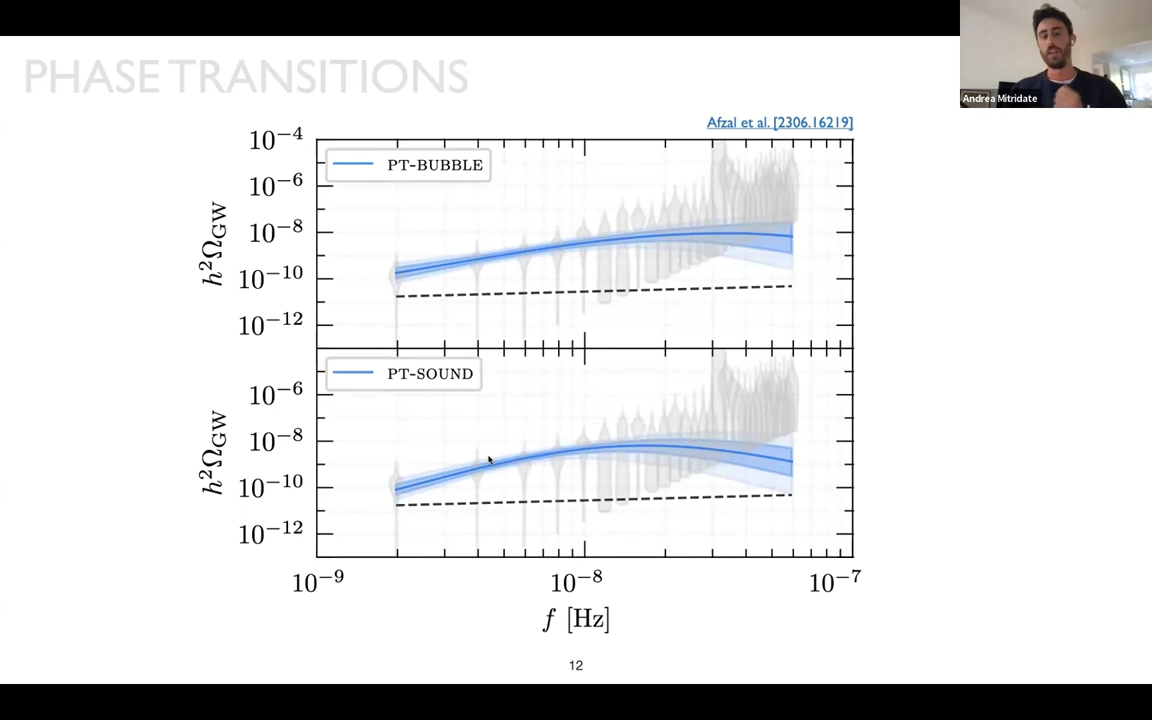 PHASE TRANSITIONS
Andrea Mitridate
Afzal et al. [2306.16219]
PT-BUBBLE
10⁻⁴
10⁻⁶
10⁻⁸
10⁻¹⁰
10⁻¹²
h²Ω_GW
PT-SOUND
10⁻⁶
10⁻⁸
10⁻¹⁰
10⁻¹²
h²Ω_GW
10⁻⁹
10⁻⁸
10⁻⁷
f [Hz]
12